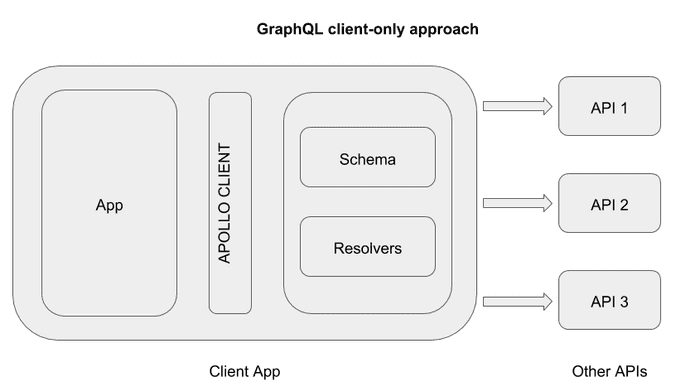 GraphQL client-only approach
App
APOLLO CLIENT
Schema
Resolvers
API 1
API 2
API 3
Client App
Other APIs